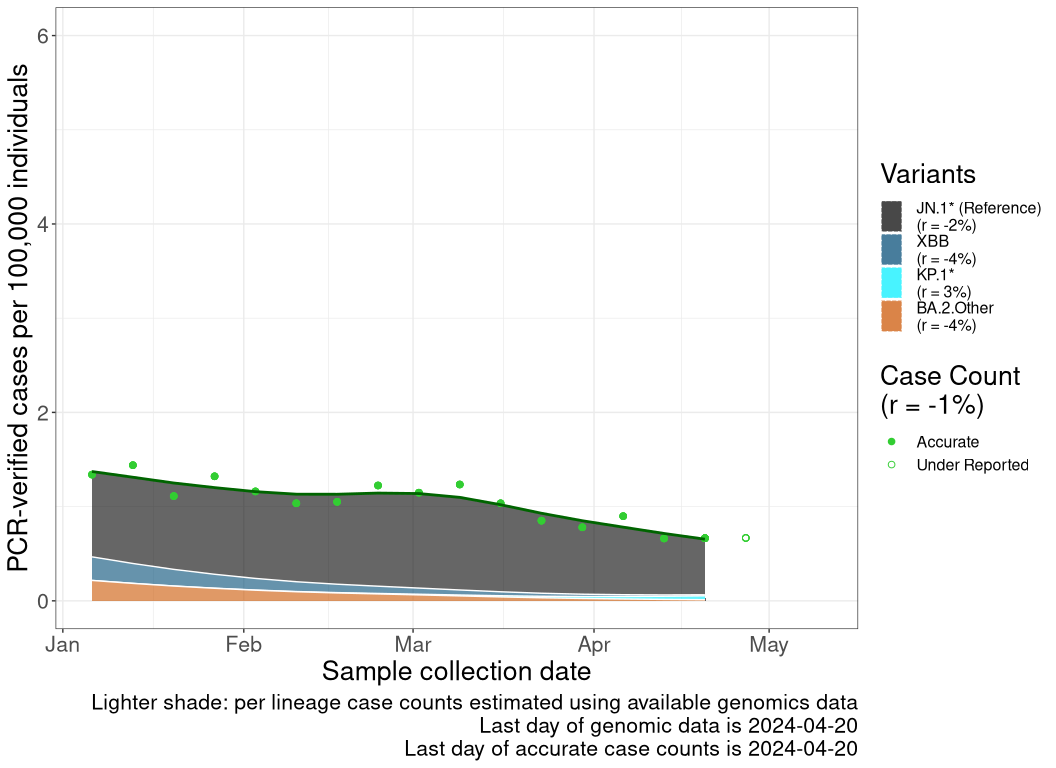 PCR-verified cases per 100,000 individuals
6
4
2
0
Jan
Feb
Mar
Apr
May
Sample collection date
Lighter shade: per lineage case counts estimated using available genomics data
Last day of genomic data is 2024-04-20
Last day of accurate case counts is 2024-04-20
Variants
JN.1* (Reference)
(r = -2%)
XBB
(r = -4%)
KP.1*
(r = 3%)
BA.2.Other
(r = -4%)
Case Count
(r = -1%)
Accurate
Under Reported